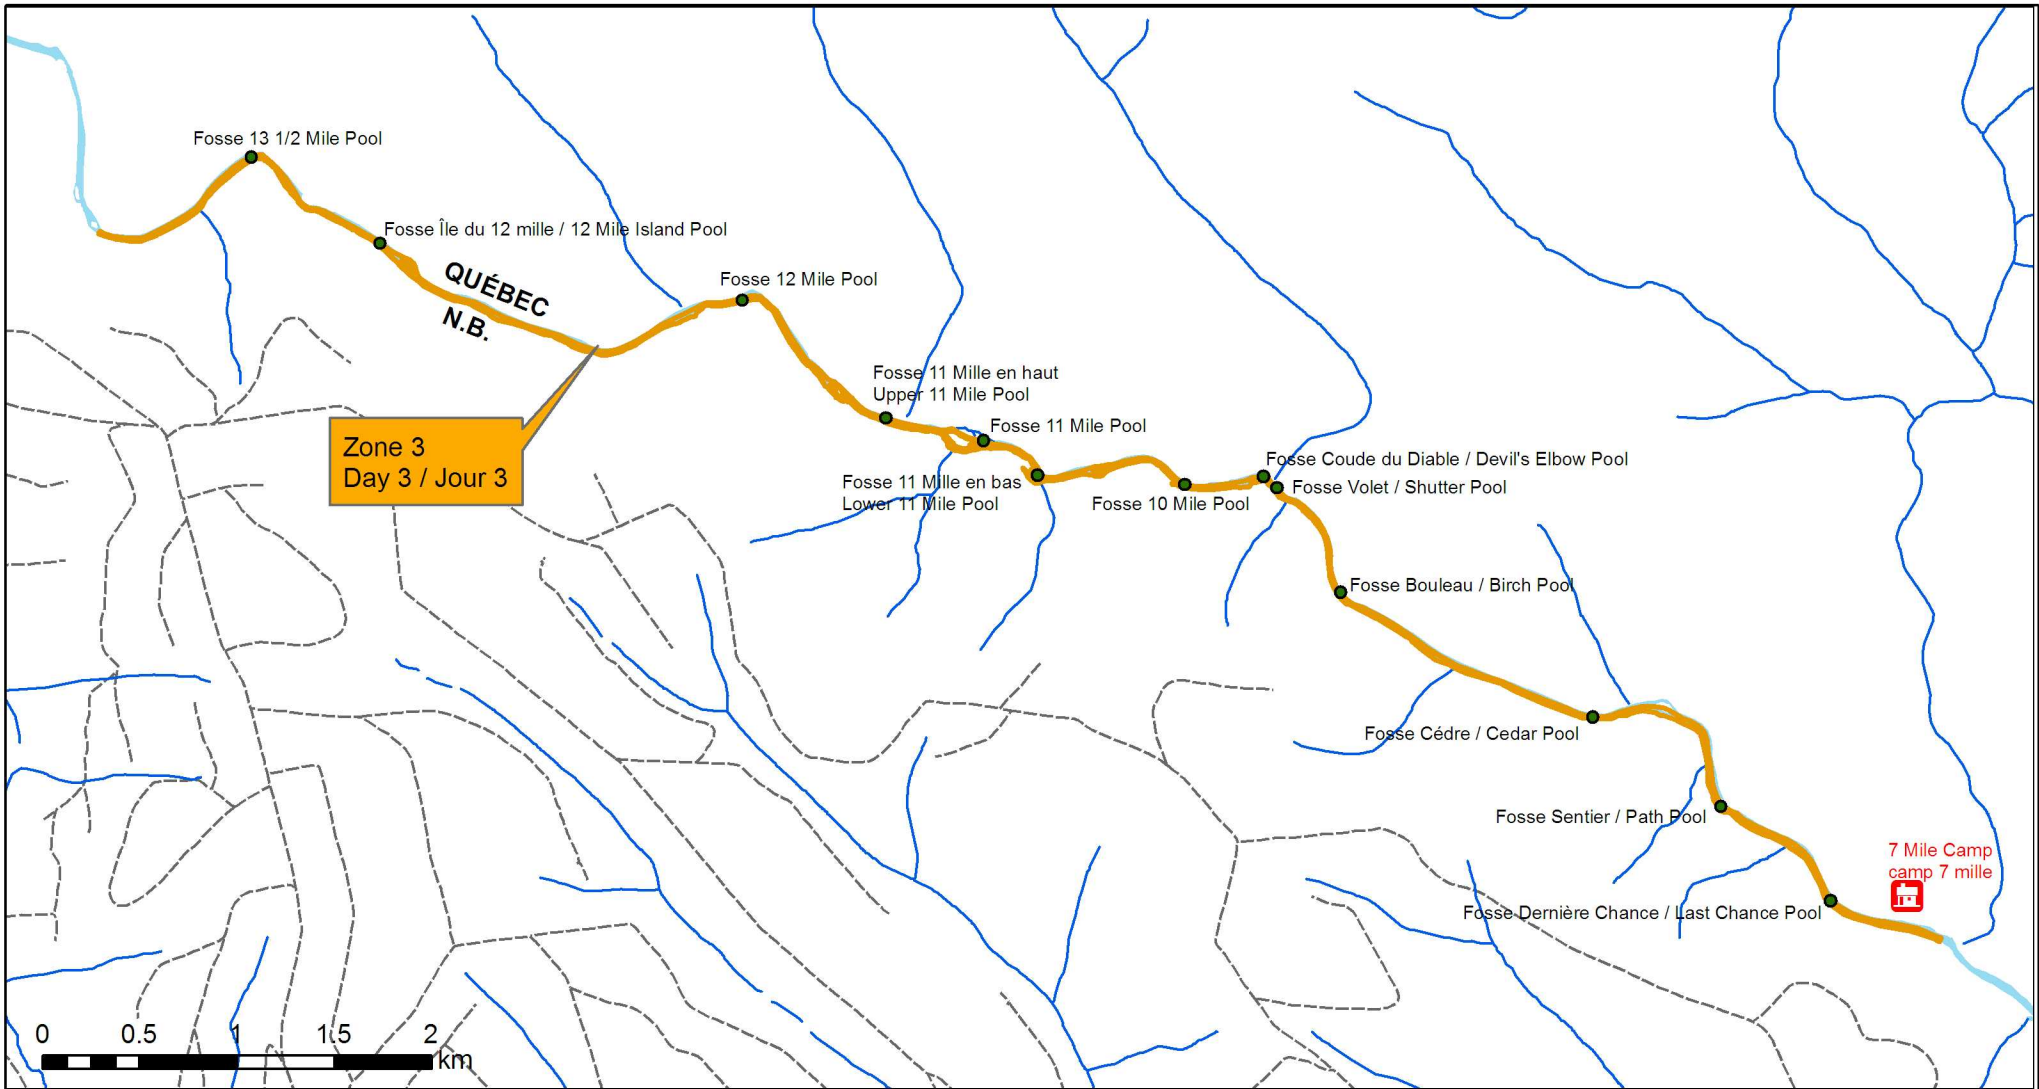 Fosse 13 1/2 Mile Pool
Fosse Île du 12 mille / 12 Mile Island Pool
QUÉBEC
N.B.
Fosse 12 Mile Pool
Fosse 11 Mille en haut
Upper 11 Mile Pool
Fosse 11 Mile Pool
Zone 3
Day 3 / Jour 3
Fosse 11 Mille en bas
Lower 11 Mile Pool
Fosse 10 Mile Pool
Fosse Coude du Diable / Devil's Elbow Pool
Fosse Volet / Shutter Pool
Fosse Bouleau / Birch Pool
Fosse Cédre / Cedar Pool
Fosse Sentier / Path Pool
7 Mile Camp
camp 7 mille
Fosse Dernière Chance / Last Chance Pool
0 0.5 1 1.5 2
km